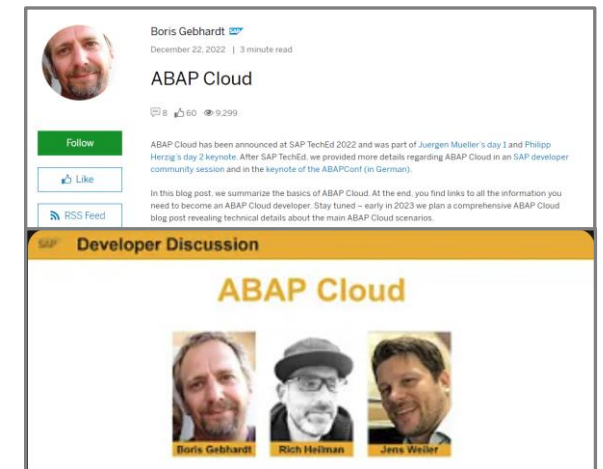 Boris Gebhardt SAP
December 22, 2022 | 3 minute read
ABAP Cloud
8 60 9,299
Follow
Like
RSS Feed
ABAP Cloud has been announced at SAP TechEd 2022 and was part of Juergen Mueller's day 1 and Philipp
Herzig's day 2 keynote. After SAP TechEd, we provided more details regarding ABAP Cloud in an SAP developer
community session and in the keynote of the ABAPConf (in German).
In this blog post, we summarize the basics of ABAP Cloud. At the end, you find links to all the information you
need to become an ABAP Cloud developer. Stay tuned – early in 2023 we plan a comprehensive ABAP Cloud
blog post revealing technical details about the main ABAP Cloud scenarios.
SAP Developer Discussion
ABAP Cloud
Boris Gebhardt Rich Heilman Jens Weiler